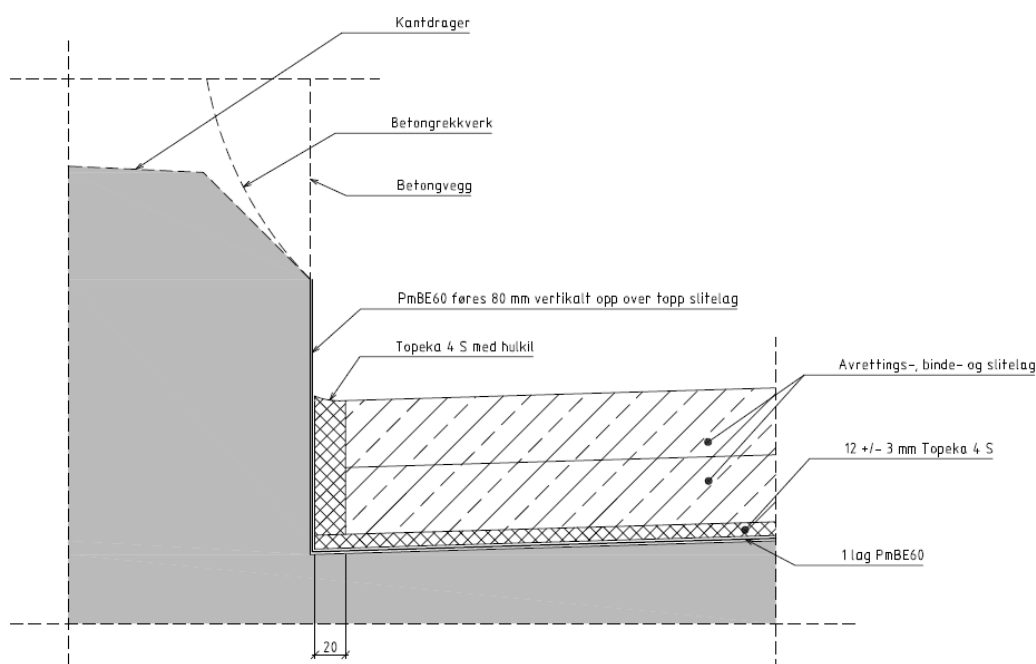 Kantdrager
Betongrekkverk
Betongvegg
PmBE60 føres 80 mm vertikalt opp over topp slitelag
Topeka 4 S med hulkil
Avrettings-, binde- og slitelag
12 +/- 3 mm Topeka 4 S
1 lag PmBE60
20